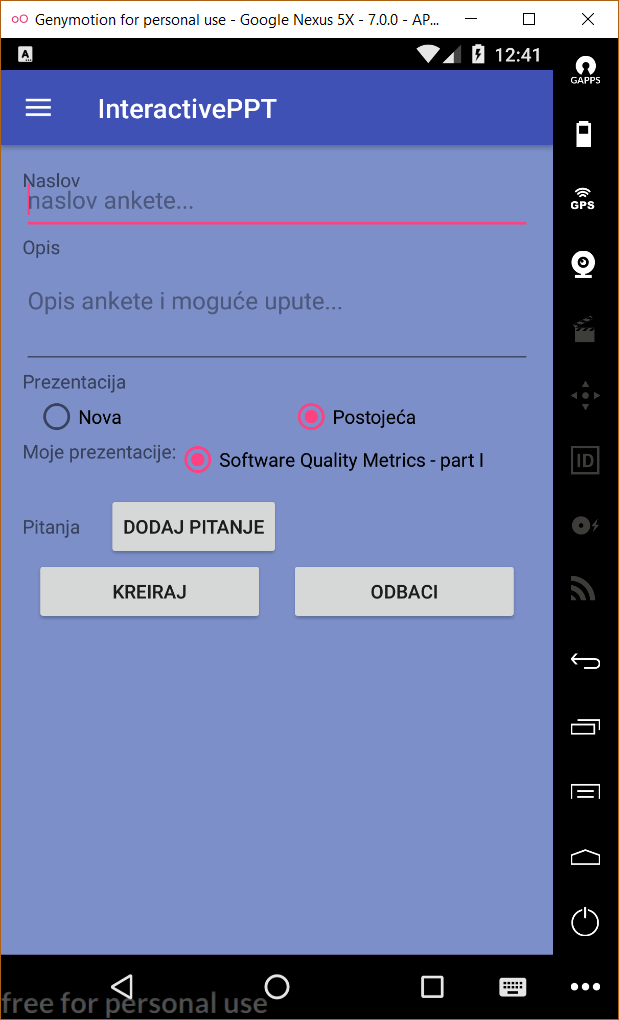 Genymotion for personal use - Google Nexus 5X - 7.0.0 - AP...
A
12:41
GAPPS
InteractivePPT
Naslov
naslov ankete...
GPS
Opis
Opis ankete i moguće upute...
Prezentacija
Nova
Postojeća
Moje prezentacije:
Software Quality Metrics - part I
ID
Pitanja
DODAJ PITANJE
KREIRAJ
ODBACI
free for personal use